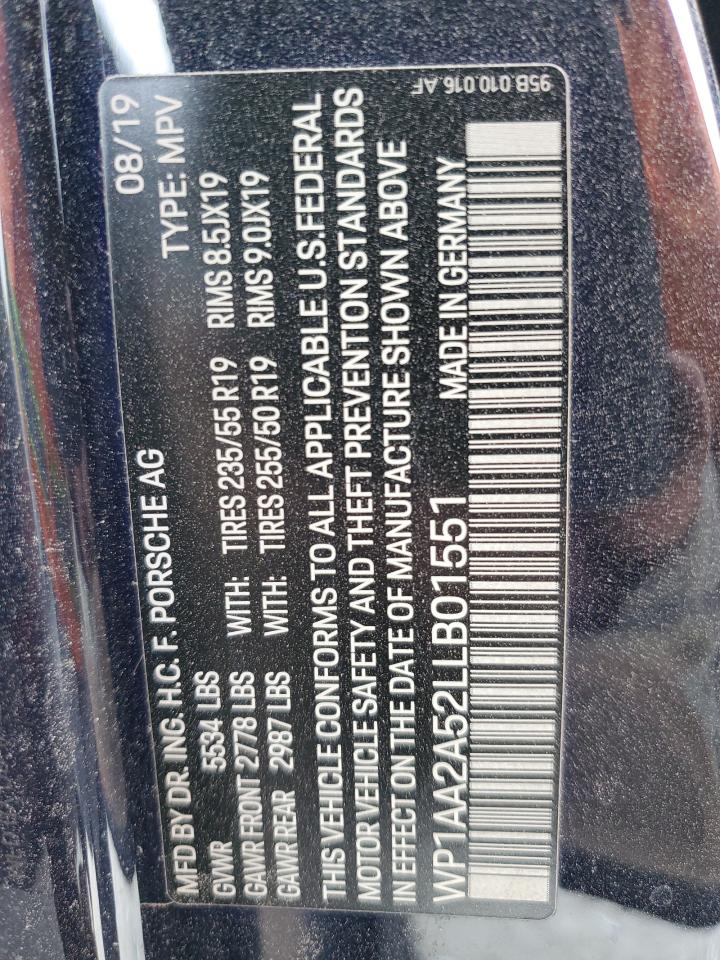 MFD BY DR. ING. H.C. F. PORSCHE AG 08/19
GVWR 5534 LBS TYPE: MPV
GAWR FRONT 2778 LBS WITH: TIRES 235/55 R19 RIMS 8.5JX19
GAWR REAR 2987 LBS WITH: TIRES 255/50 R19 RIMS 9.0JX19
THIS VEHICLE CONFORMS TO ALL APPLICABLE U.S. FEDERAL
MOTOR VEHICLE SAFETY AND THEFT PREVENTION STANDARDS
IN EFFECT ON THE DATE OF MANUFACTURE SHOWN ABOVE
WP1AA2A52LLB01551 MADE IN GERMANY
95B.010.016.AF